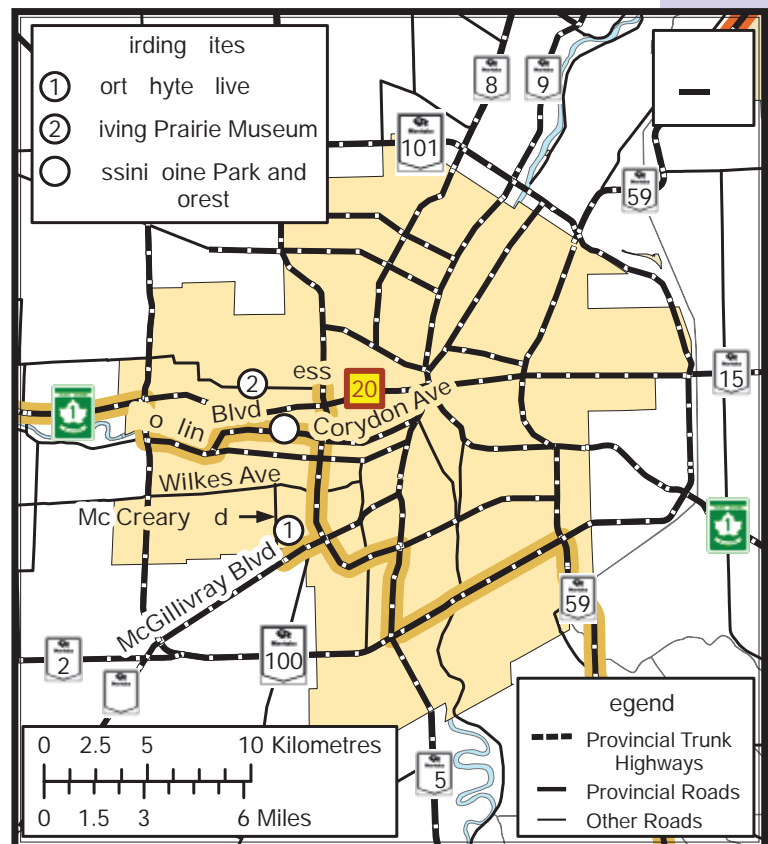 irding ites
1 ort hyte live
2 iving Prairie Museum
ssini oine Park and
orest
8
9
101
59
ess
2
20
15
1
Blvd
Corydon Ave
o lin
Wilkes Ave
Mc Creary d
1
1
McGillivray Blvd
59
2
100
5
egend
Provincial Trunk
Highways
Provincial Roads
Other Roads
0 2.5 5 10 Kilometres
0 1.5 3 6 Miles